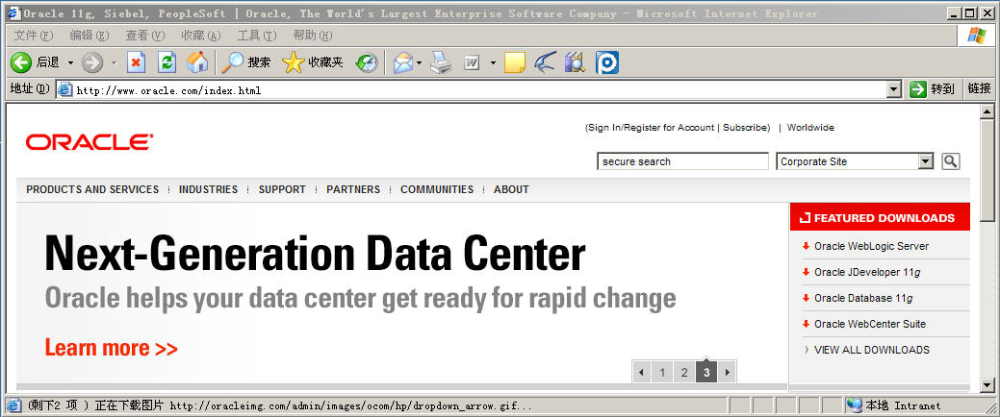 Oracle 11g, Siebel, PeopleSoft | Oracle, The World's Largest Enterprise Software Company - Microsoft Internet Explorer
文件(F) 编辑(E) 查看(V) 收藏(A) 工具(T) 帮助(H)
后退 搜索 收藏夹 W
地址(D) http://www.oracle.com/index.html 转到 链接
(Sign In/Register for Account | Subscribe) | Worldwide
ORACLE®
secure search Corporate Site
PRODUCTS AND SERVICES INDUSTRIES SUPPORT PARTNERS COMMUNITIES ABOUT
FEATURED DOWNLOADS
Next-Generation Data Center
Oracle helps your data center get ready for rapid change
Learn more >>
1 2 3
Oracle WebLogic Server
Oracle JDeveloper 11g
Oracle Database 11g
Oracle WebCenter Suite
VIEW ALL DOWNLOADS
(剩下2 项 ) 正在下载图片 http://oracleimg.com/admin/images/ocom/hp/dropdown_arrow.gif... 本地 Intranet